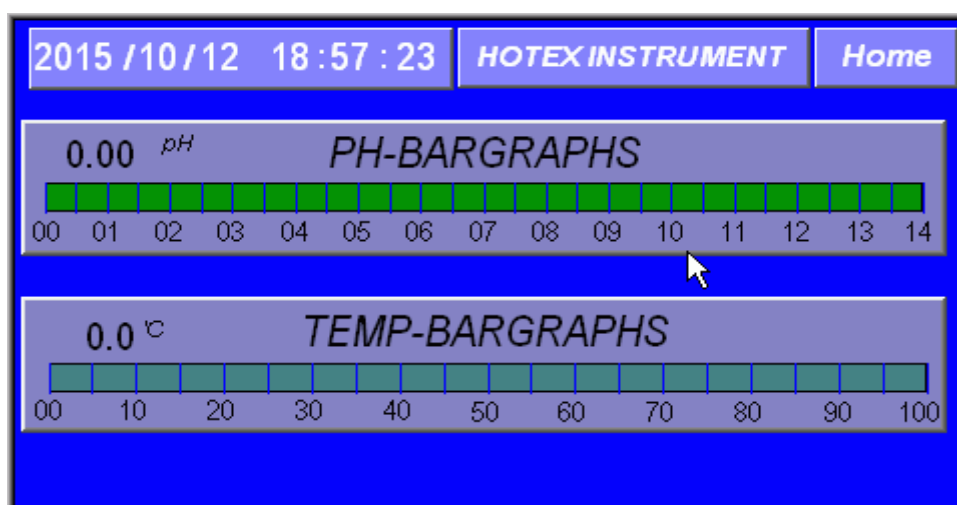 2015 /10/ 12 18:57:23 HOTEX INSTRUMENT Home
0.00 pH PH-BARGRAPHS
00 01 02 03 04 05 06 07 08 09 10 11 12 13 14
0.0 ℃ TEMP-BARGRAPHS
00 10 20 30 40 50 60 70 80 90 100